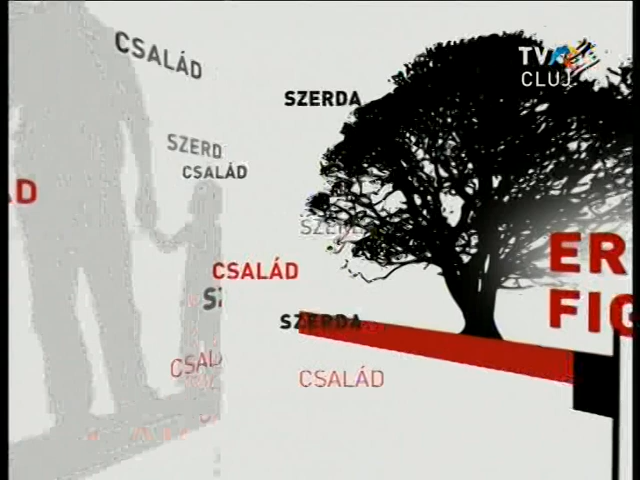 CSALÁD
TVR
CLUJ
SZERDA
SZERD
CSALÁD
ER
FIG
CSALÁD
SZERDA
CSALÁD